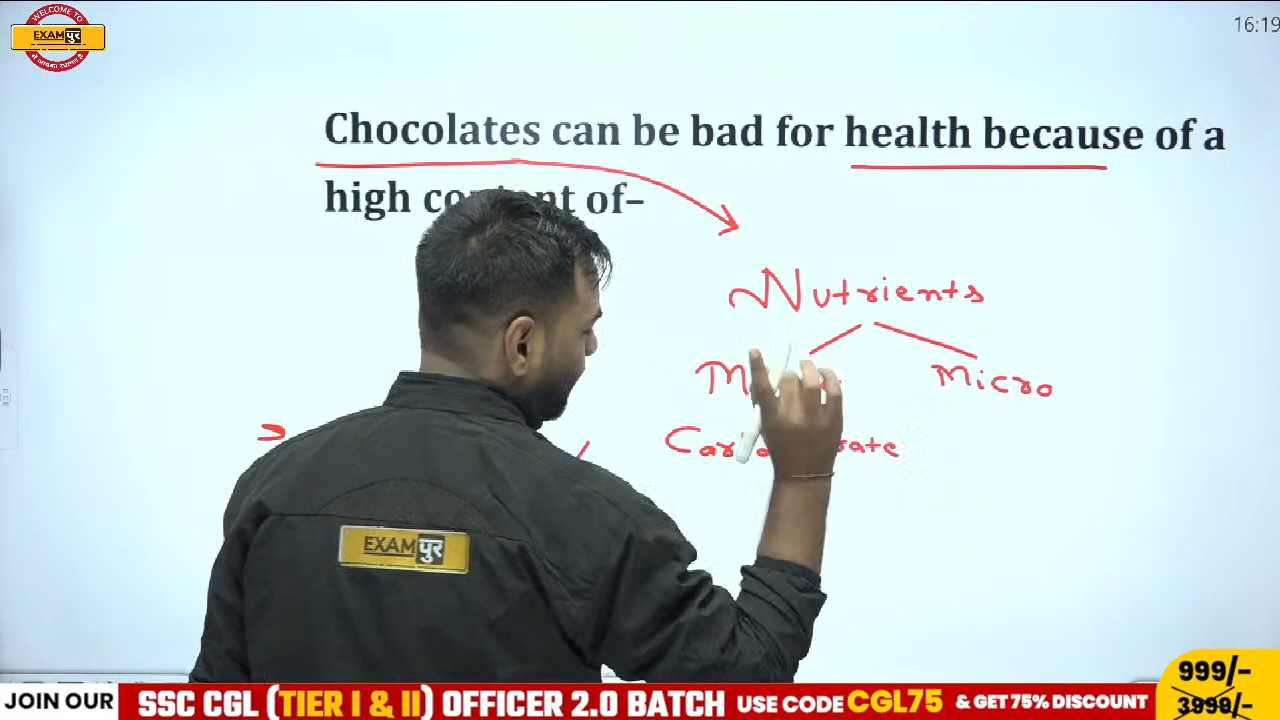 WELCOME TO
EXAMपुर
16:19
Chocolates can be bad for health because of a
high content of–
Nutrients
Micro
EXAMपुर
JOIN OUR SSC CGL (TIER I & II) OFFICER 2.0 BATCH USE CODE CGL75 & GET 75% DISCOUNT
999/-
3999/-